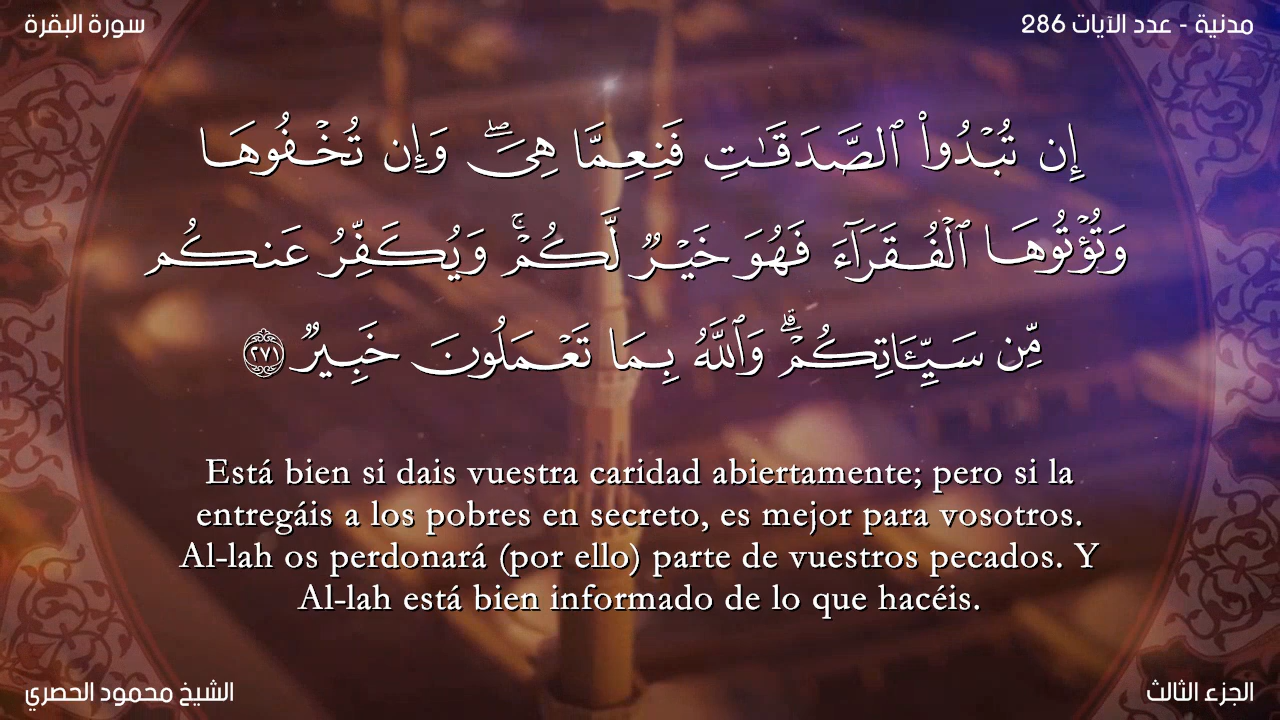 سورة البقرة
مدنية - عدد الآيات 286
إِن تُبْدُوا۟ ٱلصَّدَقَـٰتِ فَنِعِمَّا هِىَ ۖ وَإِن تُخْفُوهَا
وَتُؤْتُوهَا ٱلْفُقَرَآءَ فَهُوَ خَيْرٌ لَّكُمْ ۚ وَيُكَفِّرُ عَنكُم
مِّن سَيِّـَٔاتِكُمْ ۗ وَٱللَّهُ بِمَا تَعْمَلُونَ خَبِيرٌ ٢٧١
Está bien si dais vuestra caridad abiertamente; pero si la
entregáis a los pobres en secreto, es mejor para vosotros.
Al-lah os perdonará (por ello) parte de vuestros pecados. Y
Al-lah está bien informado de lo que hacéis.
الشيخ محمود الحصري
الجزء الثالث